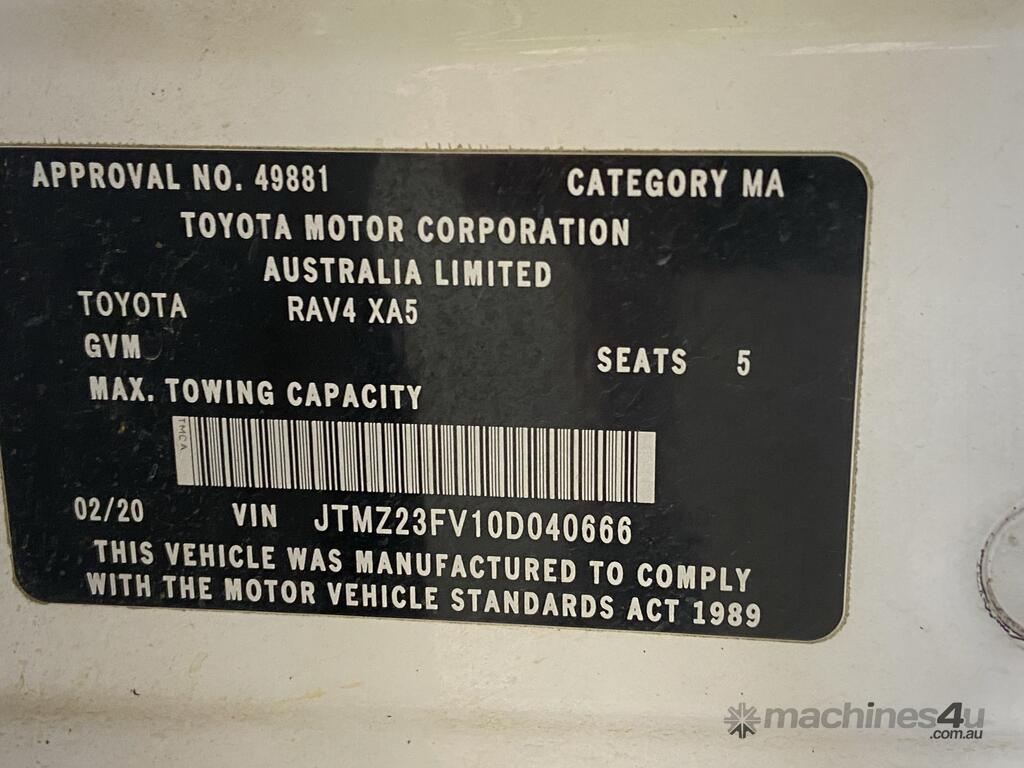 APPROVAL NO. 49881 CATEGORY MA
TOYOTA MOTOR CORPORATION
AUSTRALIA LIMITED
TOYOTA RAV4 XA5
GVM SEATS 5
MAX. TOWING CAPACITY
TMCA
02/20 VIN JTMZ23FV10D040666
THIS VEHICLE WAS MANUFACTURED TO COMPLY
WITH THE MOTOR VEHICLE STANDARDS ACT 1989
machines4u
.com.au